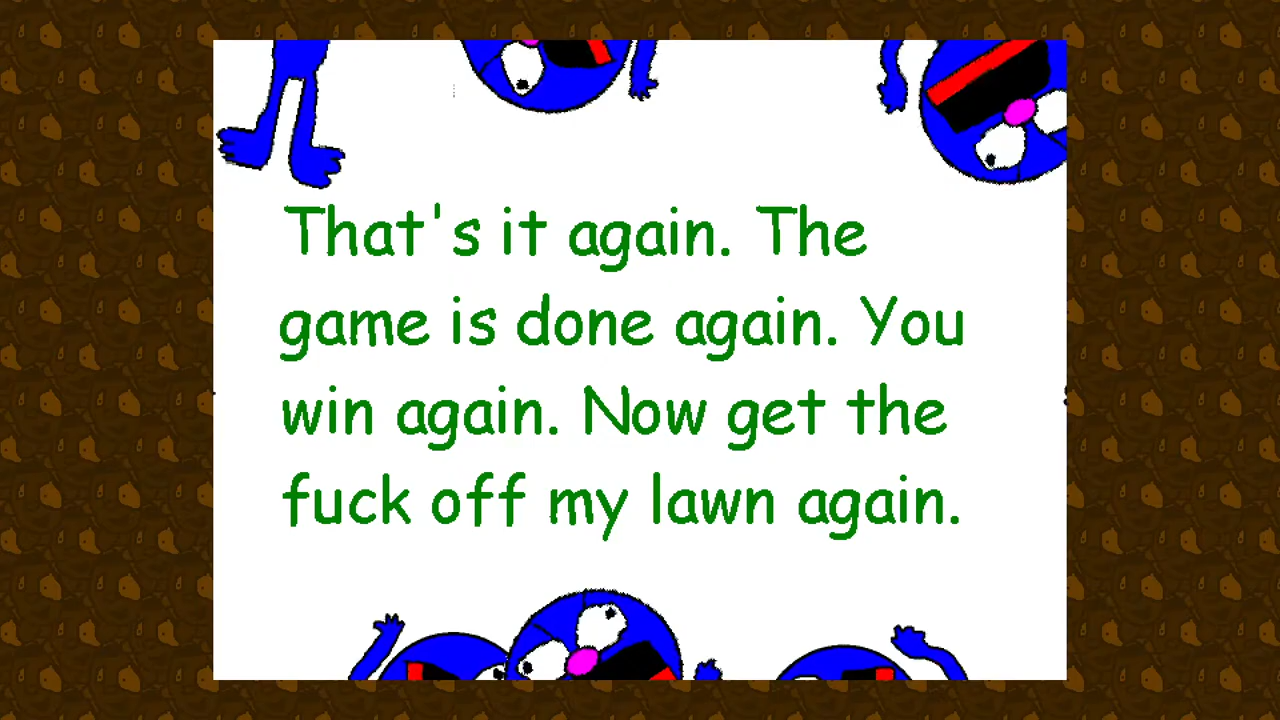 That's it again. The
game is done again. You
win again. Now get the
fuck off my lawn again.